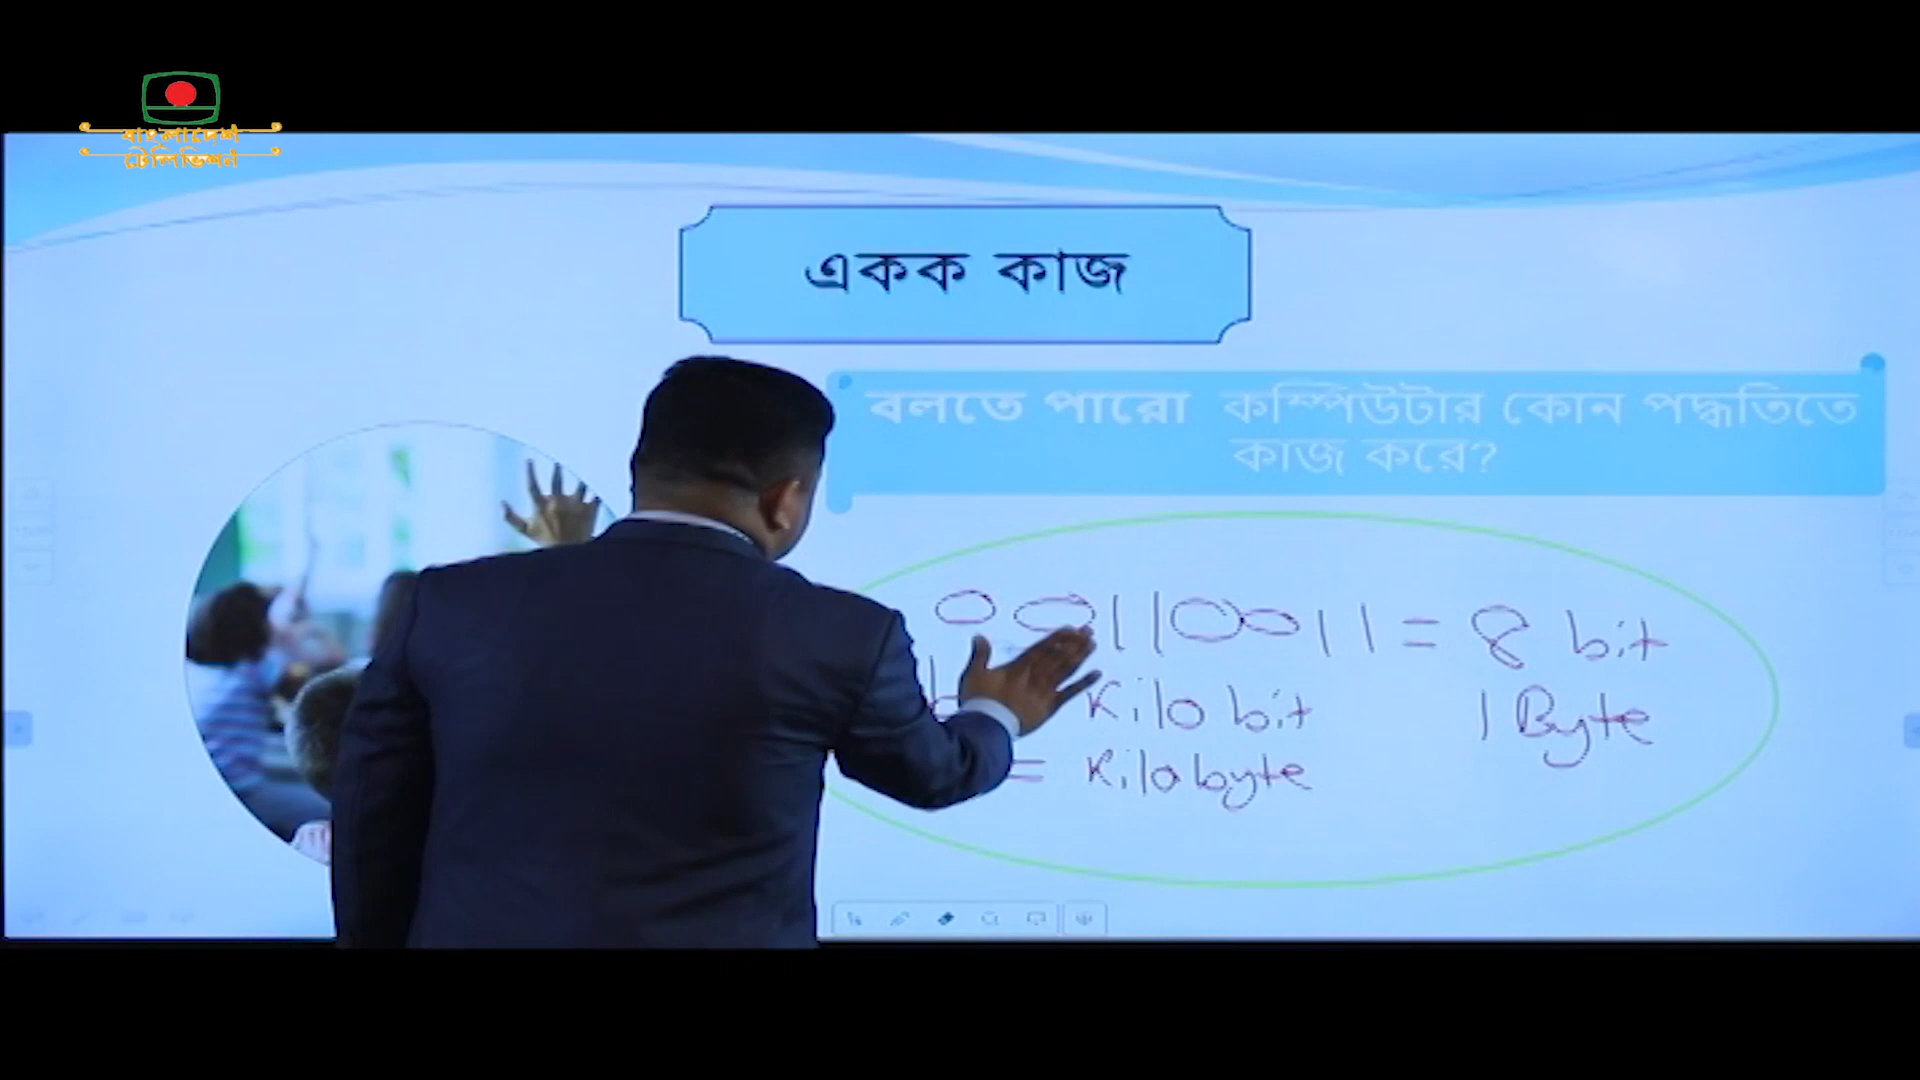 বাংলাদেশ
টেলিভিশন
একক কাজ
বলতে পারো কম্পিউটার কোন পদ্ধতিতে
কাজ করে?
00110011 = 8 bit
Kilo bit
1 Byte
= Kilobyte